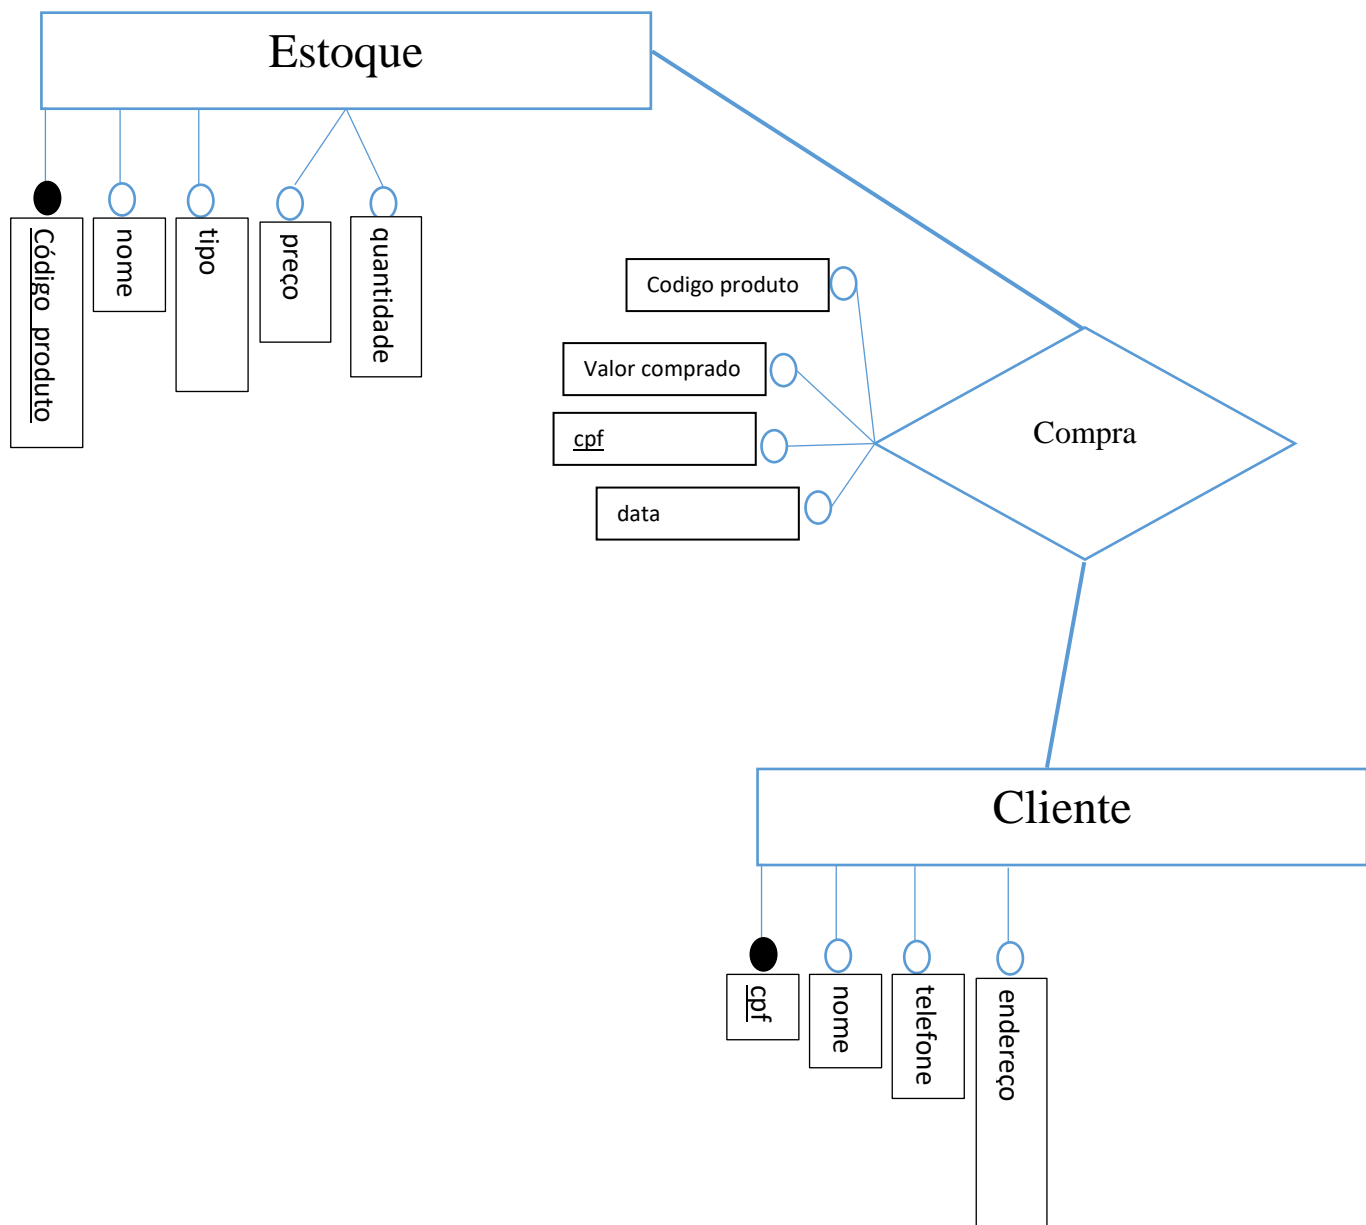 Estoque
Código produto
nome
tipo
preço
quantidade
Codigo produto
Valor comprado
cpf
data
Compra
Cliente
cpf
nome
telefone
endereço